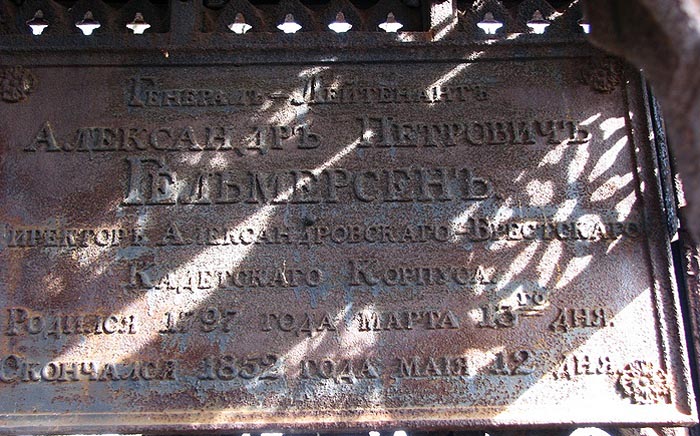 Генералъ-Лейтенантъ
Александръ Петровичъ
Гельмерсенъ,
Директоръ Александровскаго-Брестскаго
Кадетскаго Корпуса.
Родился 1797 года марта 13го дня.
Скончался 1852 года маія 12 дня.